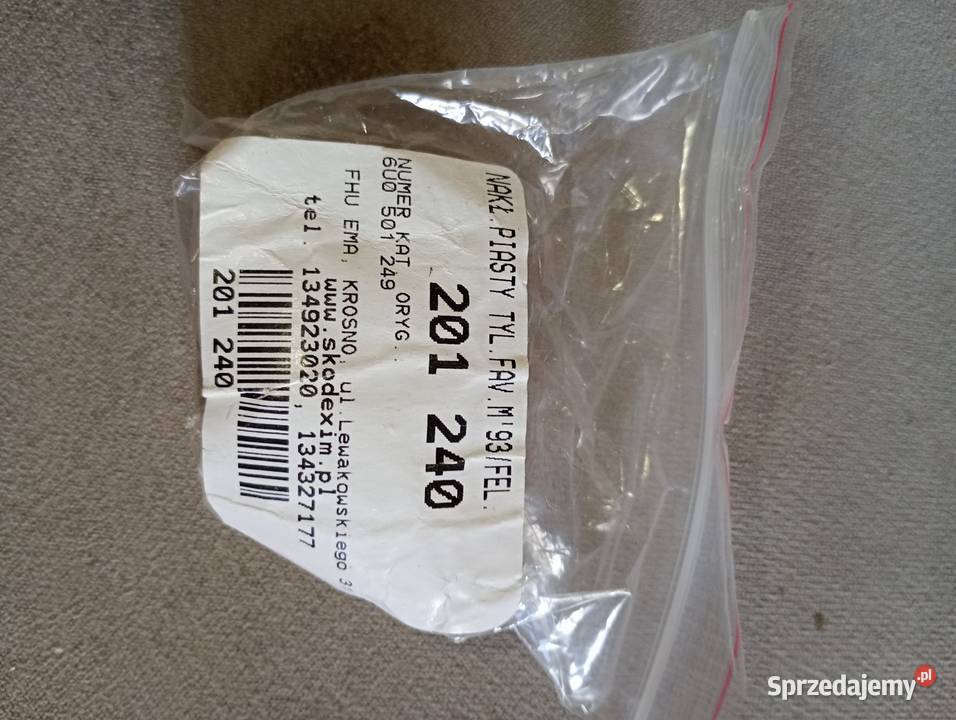 NAKŁ.PIASTY TYL.FAV.M'93/FEL.
201 240
NUMER KAT. ORYG.:
6U0 501 249
FHU EMA, KROSNO, ul.Lewakowskiego
www.skodexim.pl
tel. 134923020, 134327177
201 240
Sprzedajemy.pl